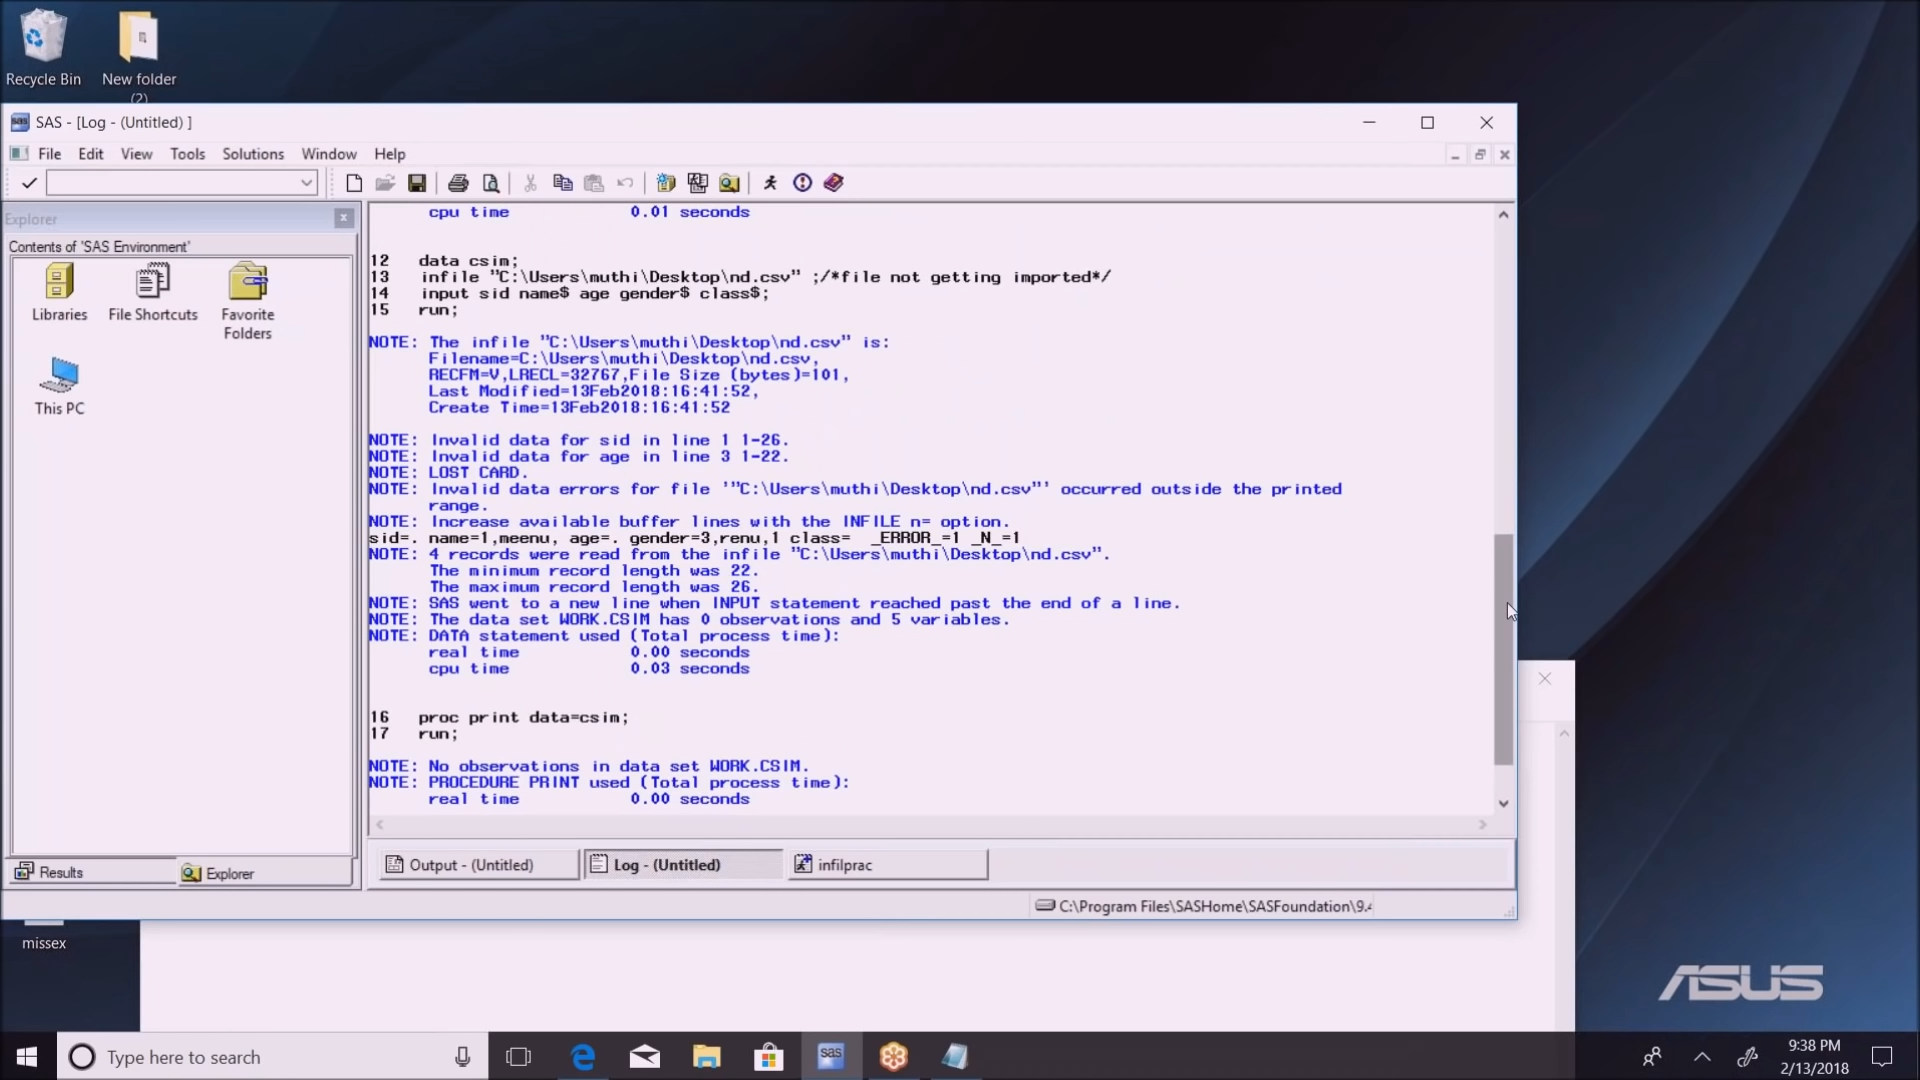 Recycle Bin
New folder
(2)
SAS - [Log - (Untitled) ]
File Edit View Tools Solutions Window Help
Explorer
Contents of 'SAS Environment'
Libraries
File Shortcuts
Favorite
Folders
This PC
cpu time 0.01 seconds
12 data csim;
13 infile "C:\Users\muthi\Desktop\nd.csv" ;/*file not getting imported*/
14 input sid name$ age gender$ class$;
15 run;
NOTE: The infile "C:\Users\muthi\Desktop\nd.csv" is:
Filename=C:\Users\muthi\Desktop\nd.csv,
RECFM=V,LRECL=32767,File Size (bytes)=101,
Last Modified=13Feb2018:16:41:52,
Create Time=13Feb2018:16:41:52
NOTE: Invalid data for sid in line 1 1-26.
NOTE: Invalid data for age in line 3 1-22.
NOTE: LOST CARD.
NOTE: Invalid data errors for file '"C:\Users\muthi\Desktop\nd.csv"' occurred outside the printed
range.
NOTE: Increase available buffer lines with the INFILE n= option.
sid=. name=1,meenu, age=. gender=3,renu,1 class= _ERROR_=1 _N_=1
NOTE: 4 records were read from the infile "C:\Users\muthi\Desktop\nd.csv".
The minimum record length was 22.
The maximum record length was 26.
NOTE: SAS went to a new line when INPUT statement reached past the end of a line.
NOTE: The data set WORK.CSIM has 0 observations and 5 variables.
NOTE: DATA statement used (Total process time):
real time 0.00 seconds
cpu time 0.03 seconds
16 proc print data=csim;
17 run;
NOTE: No observations in data set WORK.CSIM.
NOTE: PROCEDURE PRINT used (Total process time):
real time 0.00 seconds
Results
Explorer
Output - (Untitled)
Log - (Untitled)
infilprac
C:\Program Files\SASHome\SASFoundation\9.4
missex
ASUS
Type here to search
sas
9:38 PM
2/13/2018